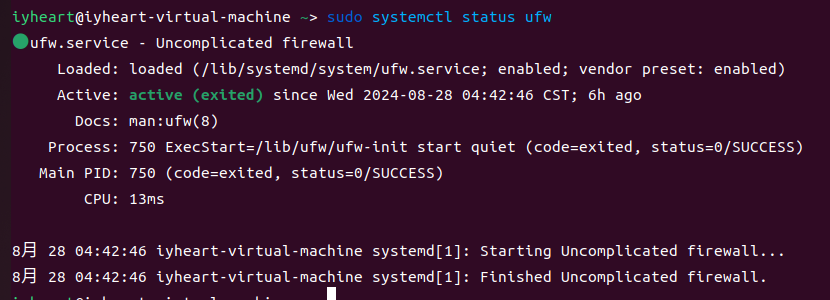 iyheart@iyheart-virtual-machine ~> sudo systemctl status ufw
ufw.service - Uncomplicated firewall
Loaded: loaded (/lib/systemd/system/ufw.service; enabled; vendor preset: enabled)
Active: active (exited) since Wed 2024-08-28 04:42:46 CST; 6h ago
Docs: man:ufw(8)
Process: 750 ExecStart=/lib/ufw/ufw-init start quiet (code=exited, status=0/SUCCESS)
Main PID: 750 (code=exited, status=0/SUCCESS)
CPU: 13ms
8月 28 04:42:46 iyheart-virtual-machine systemd[1]: Starting Uncomplicated firewall...
8月 28 04:42:46 iyheart-virtual-machine systemd[1]: Finished Uncomplicated firewall.